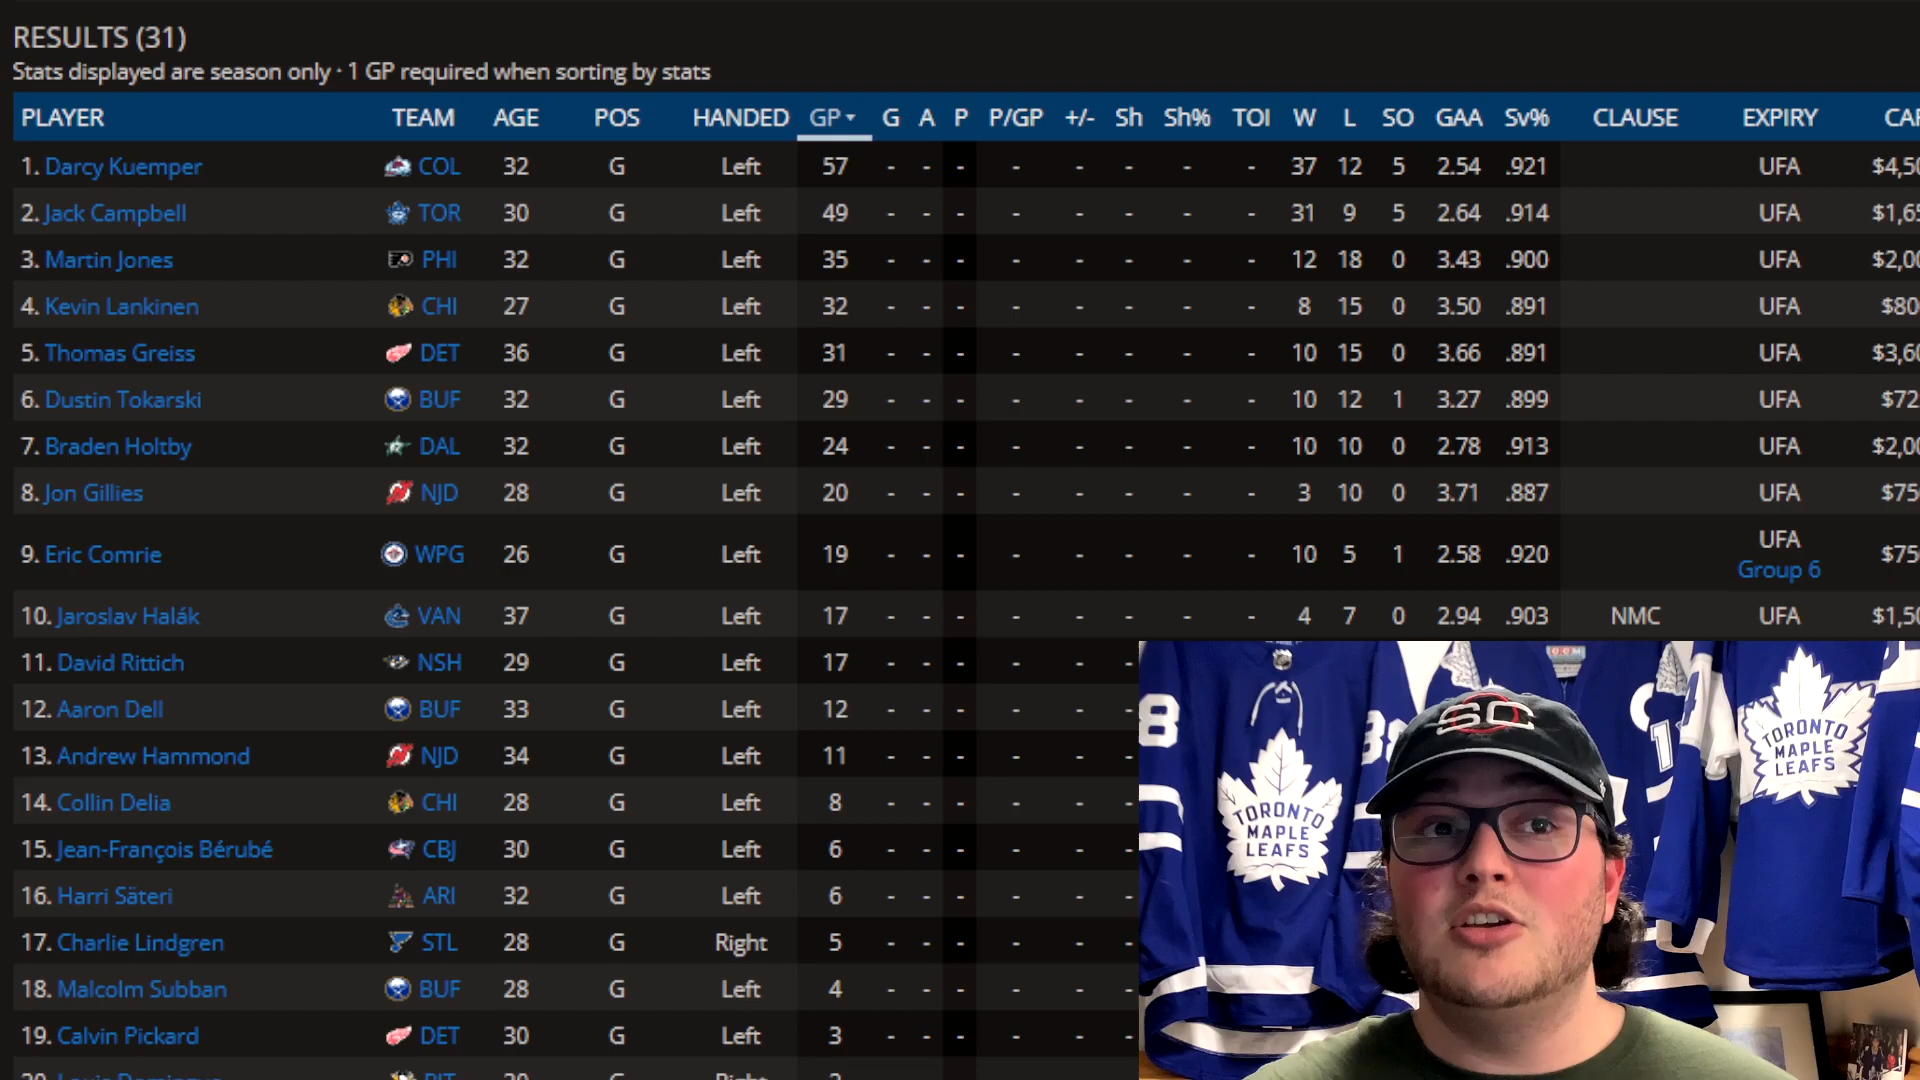 RESULTS (31)
Stats displayed are season only · 1 GP required when sorting by stats
PLAYER TEAM AGE POS HANDED GP G A P P/GP +/- Sh Sh% TOI W L SO GAA Sv% CLAUSE EXPIRY
1. Darcy Kuemper COL 32 G Left 57 - - - - - - - - 37 12 5 2.54 .921 UFA
2. Jack Campbell TOR 30 G Left 49 - - - - - - - - 31 9 5 2.64 .914 UFA
3. Martin Jones PHI 32 G Left 35 - - - - - - - - 12 18 0 3.43 .900 UFA
4. Kevin Lankinen CHI 27 G Left 32 - - - - - - - - 8 15 0 3.50 .891 UFA
5. Thomas Greiss DET 36 G Left 31 - - - - - - - - 10 15 0 3.66 .891 UFA
6. Dustin Tokarski BUF 32 G Left 29 - - - - - - - - 10 12 1 3.27 .899 UFA
7. Braden Holtby DAL 32 G Left 24 - - - - - - - - 10 10 0 2.78 .913 UFA
8. Jon Gillies NJD 28 G Left 20 - - - - - - - - 3 10 0 3.71 .887 UFA
9. Eric Comrie WPG 26 G Left 19 - - - - - - - - 10 5 1 2.58 .920 UFA
Group 6
10. Jaroslav Halák VAN 37 G Left 17 - - - - - - - - 4 7 0 2.94 .903 NMC UFA
11. David Rittich NSH 29 G Left 17 - - - - -
12. Aaron Dell BUF 33 G Left 12 - - - - - -
13. Andrew Hammond NJD 34 G Left 11 - - - - - -
14. Collin Delia CHI 28 G Left 8 - - - - - -
15. Jean-François Bérubé CBJ 30 G Left 6 - - - - - -
16. Harri Säteri ARI 32 G Left 6 - - - - - -
17. Charlie Lindgren STL 28 G Right 5 - - - - - -
18. Malcolm Subban BUF 28 G Left 4 - - - - - -
19. Calvin Pickard DET 30 G Left 3 - - - - - -
CCM
SC
TORONTO
MAPLE
LEAFS
TORONTO
MAPLE
LEAFS